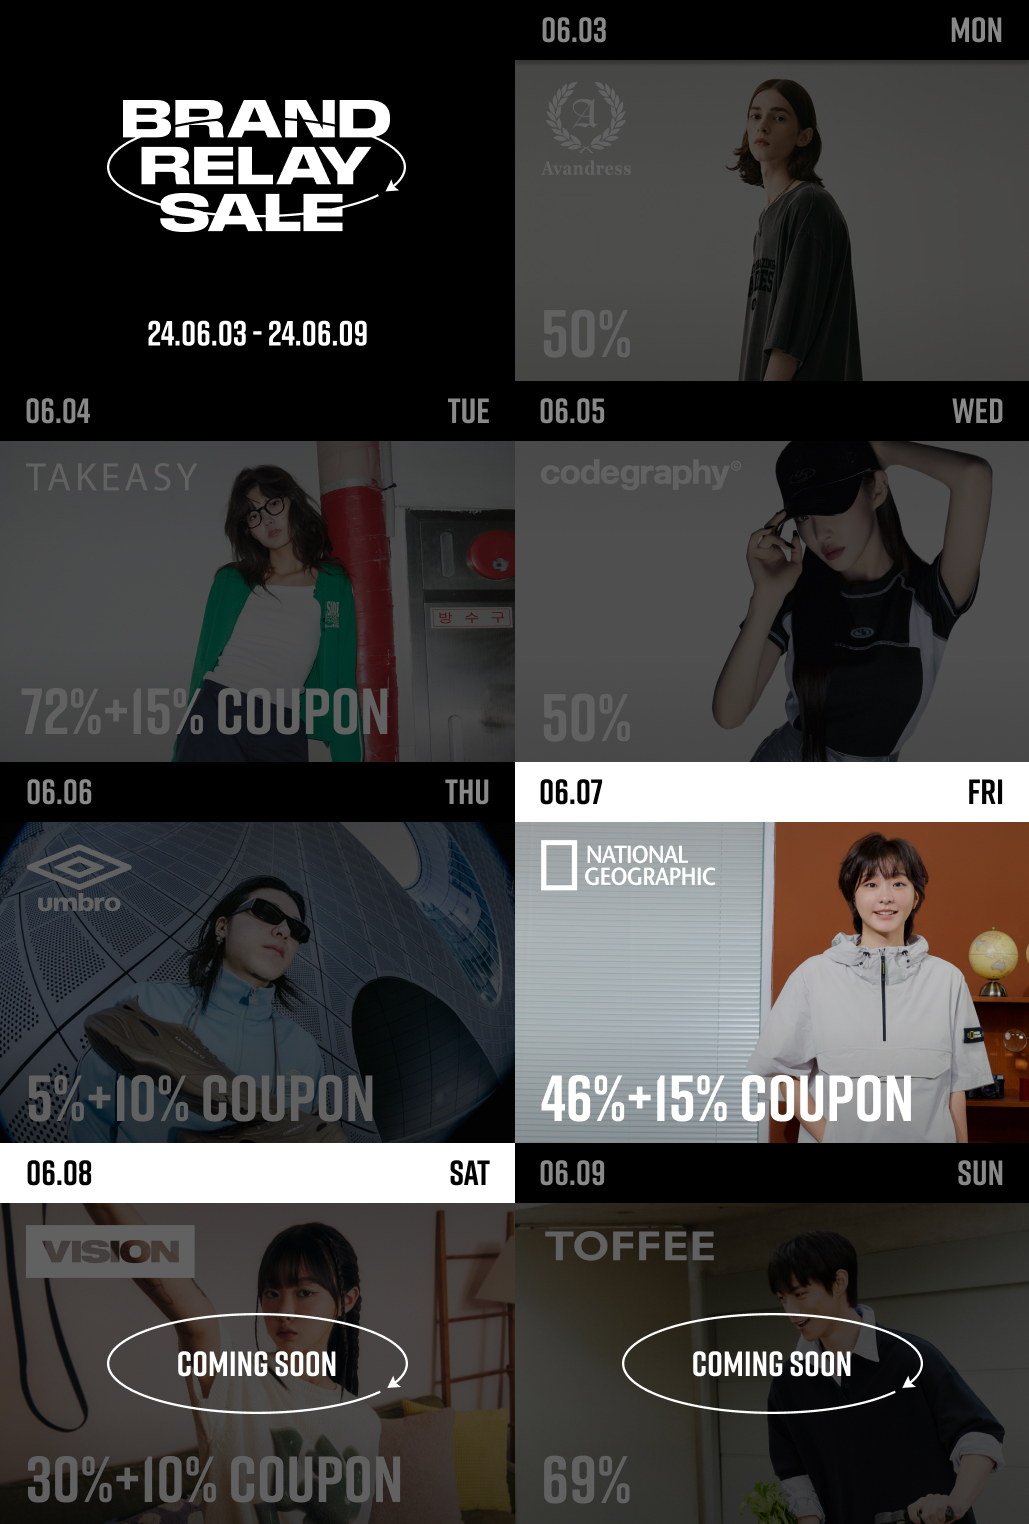 BRAND
RELAY
SALE
24.06.03 - 24.06.09
06.03 MON
A
Avandress
50%
06.04 TUE
TAKEASY
SIDE
방수구
72%+15% COUPON
06.05 WED
codegraphy®
50%
06.06 THU
umbro
5%+10% COUPON
06.07 FRI
NATIONAL
GEOGRAPHIC
46%+15% COUPON
06.08 SAT
VISION
COMING SOON
30%+10% COUPON
06.09 SUN
TOFFEE
COMING SOON
69%